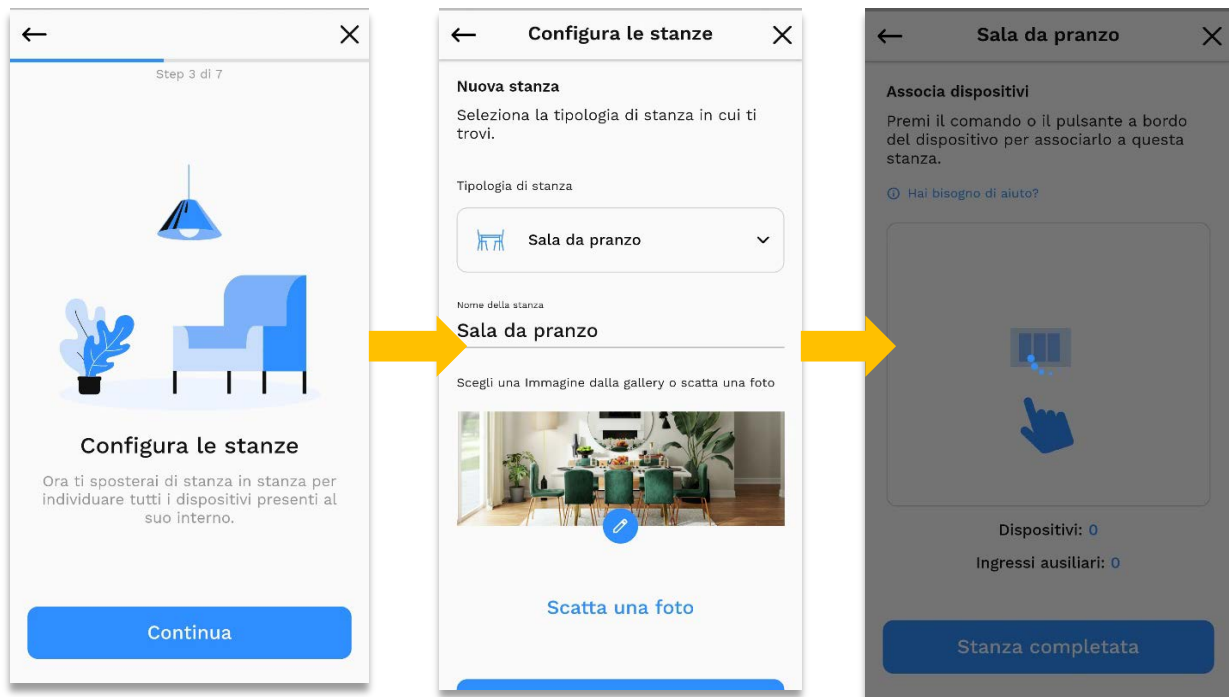 Step 3 di 7
Configura le stanze
Ora ti sposterai di stanza in stanza per
individuare tutti i dispositivi presenti al
suo interno.
Continua
Configura le stanze
Nuova stanza
Seleziona la tipologia di stanza in cui ti
trovi.
Tipologia di stanza
Sala da pranzo
Nome della stanza
Sala da pranzo
Scegli una Immagine dalla gallery o scatta una foto
Scatta una foto
Sala da pranzo
Associa dispositivi
Premi il comando o il pulsante a bordo
del dispositivo per associarlo a questa
stanza.
Hai bisogno di aiuto?
Dispositivi: 0
Ingressi ausiliari: 0
Stanza completata